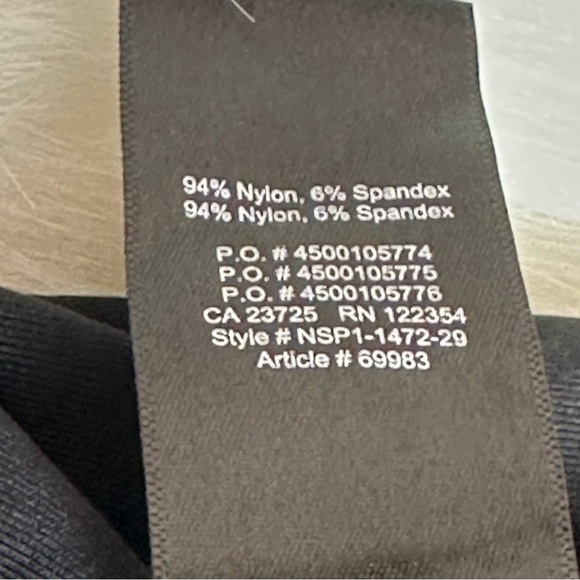 94% Nylon, 6% Spandex
94% Nylon, 6% Spandex
P.O. # 4500105774
P.O. # 4500105775
P.O. # 4500105776
CA 23725 RN 122354
Style # NSP1-1472-29
Article # 69983